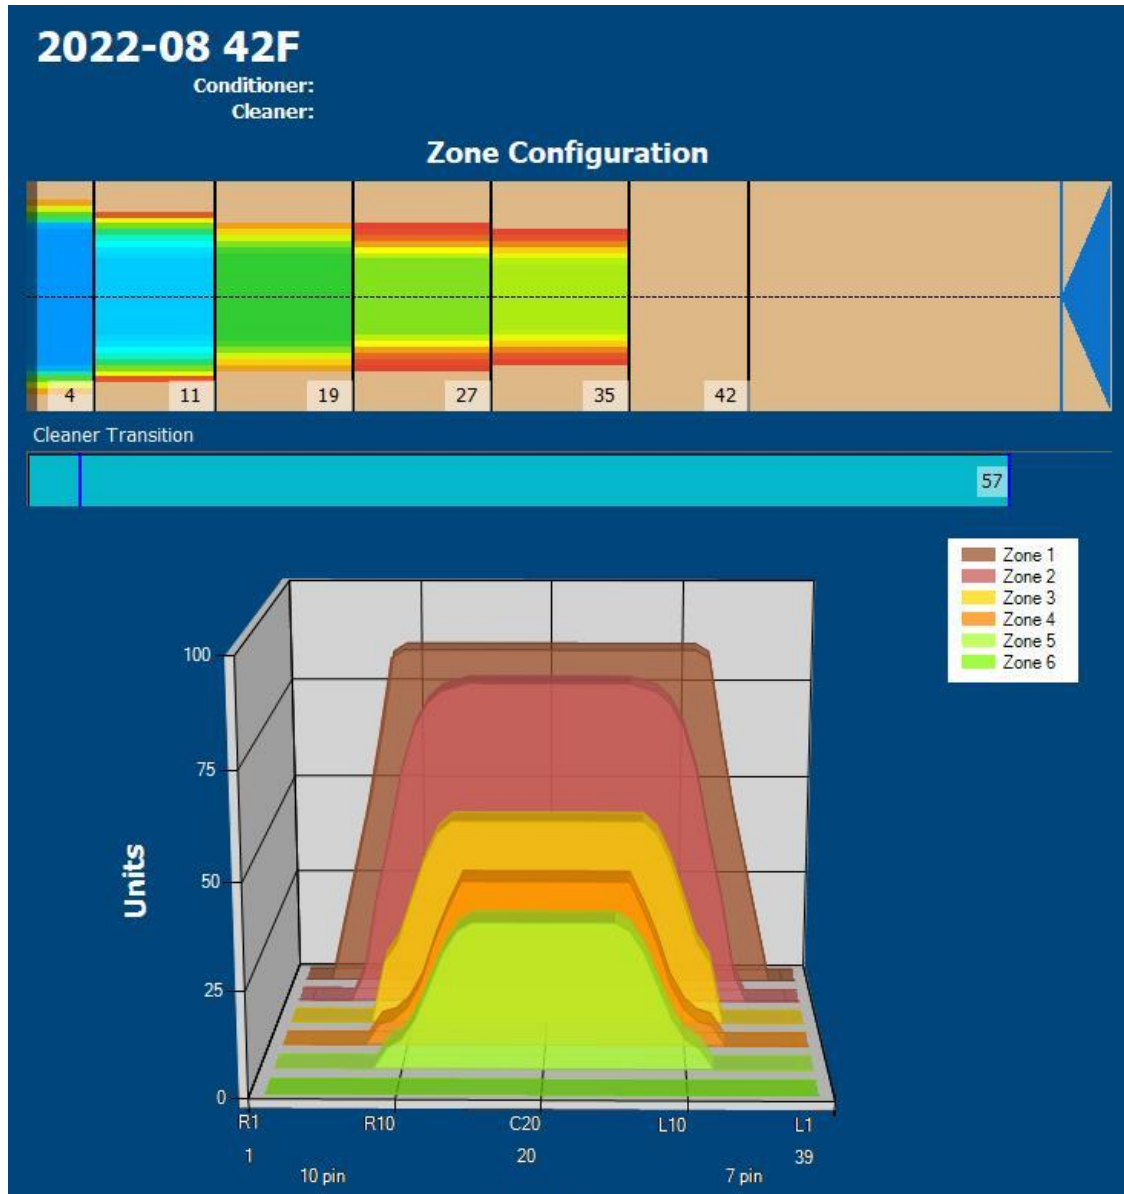 2022-08 42F
Conditioner:
Cleaner:
Zone Configuration
4 11 19 27 35 42
Cleaner Transition
57
Zone 1
Zone 2
Zone 3
Zone 4
Zone 5
Zone 6
100
75
50
25
0
Units
R1 R10 C20 L10 L1
1 20 39
10 pin 7 pin